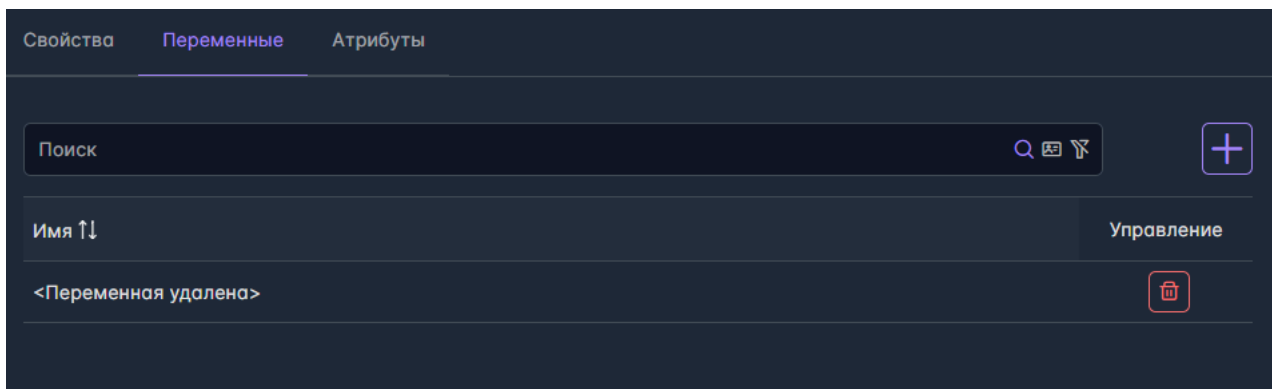 Свойства Переменные Атрибуты
Поиск
Имя Управление
<Переменная удалена>